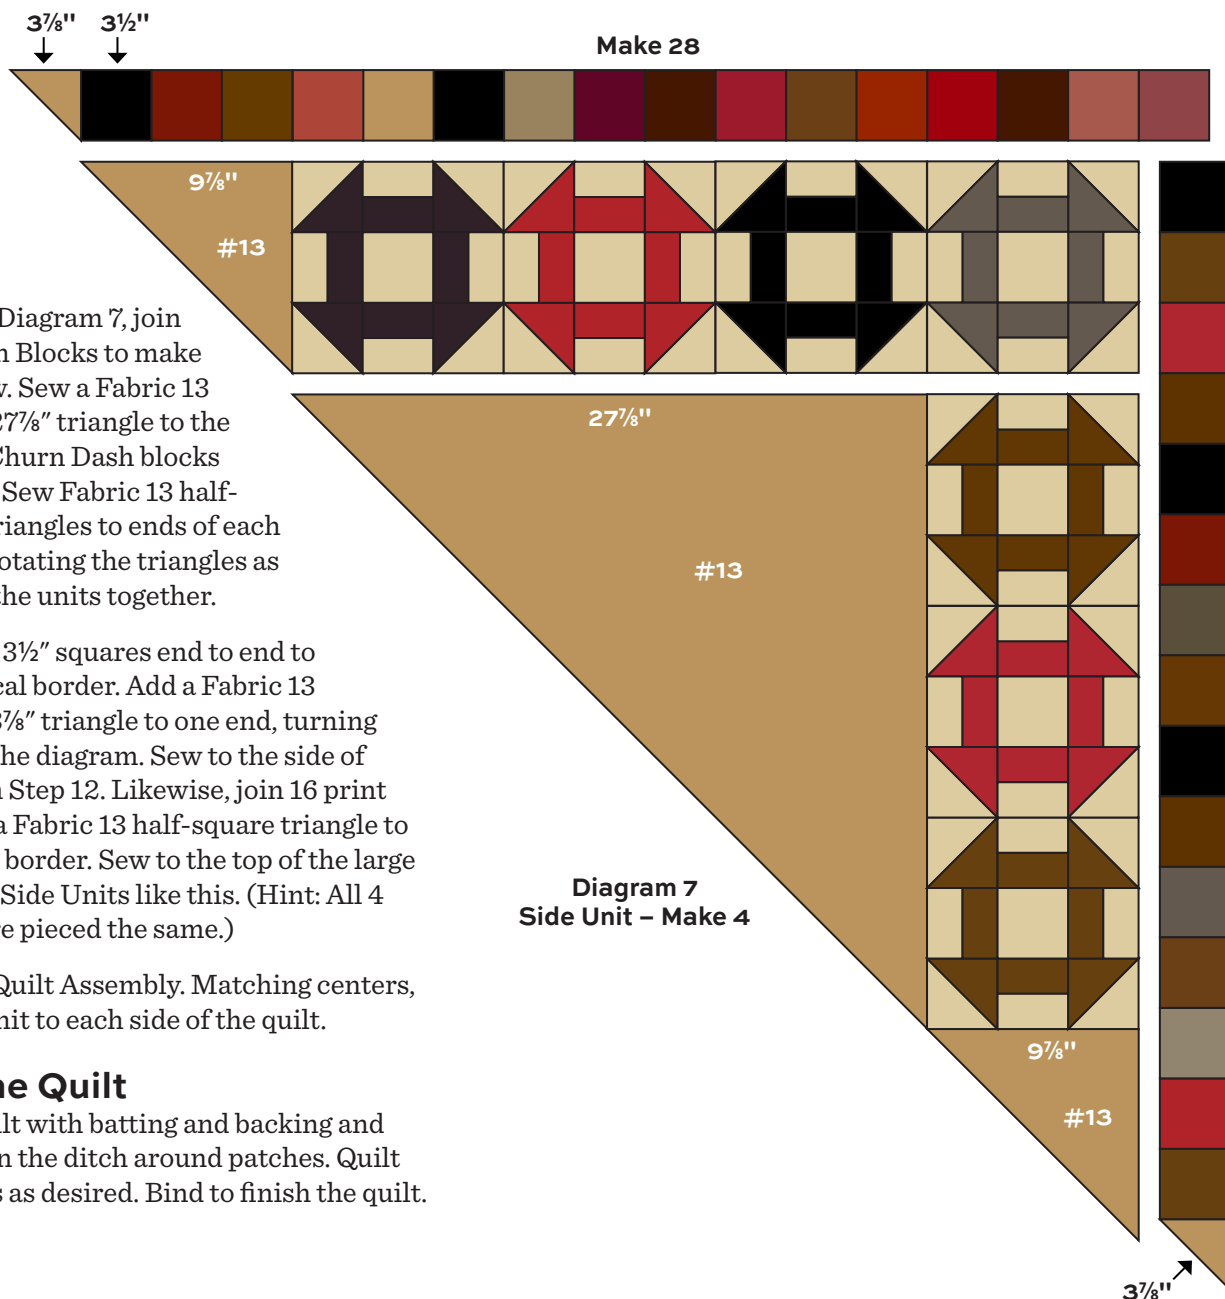 3⅞" 3½"
Make 28
9⅞"
#13
Diagram 7, join
n Blocks to make
. Sew a Fabric 13
27⅞" triangle to the
Churn Dash blocks
Sew Fabric 13 half-
riangles to ends of each
otating the triangles as
the units together.
27⅞"
#13
3½" squares end to end to
cal border. Add a Fabric 13
⅞" triangle to one end, turning
he diagram. Sew to the side of
Step 12. Likewise, join 16 print
a Fabric 13 half-square triangle to
border. Sew to the top of the large
Side Units like this. (Hint: All 4
e pieced the same.)
Quilt Assembly. Matching centers,
nit to each side of the quilt.
Diagram 7
Side Unit – Make 4
he Quilt
ilt with batting and backing and
n the ditch around patches. Quilt
s as desired. Bind to finish the quilt.
9⅞"
#13
3⅞"